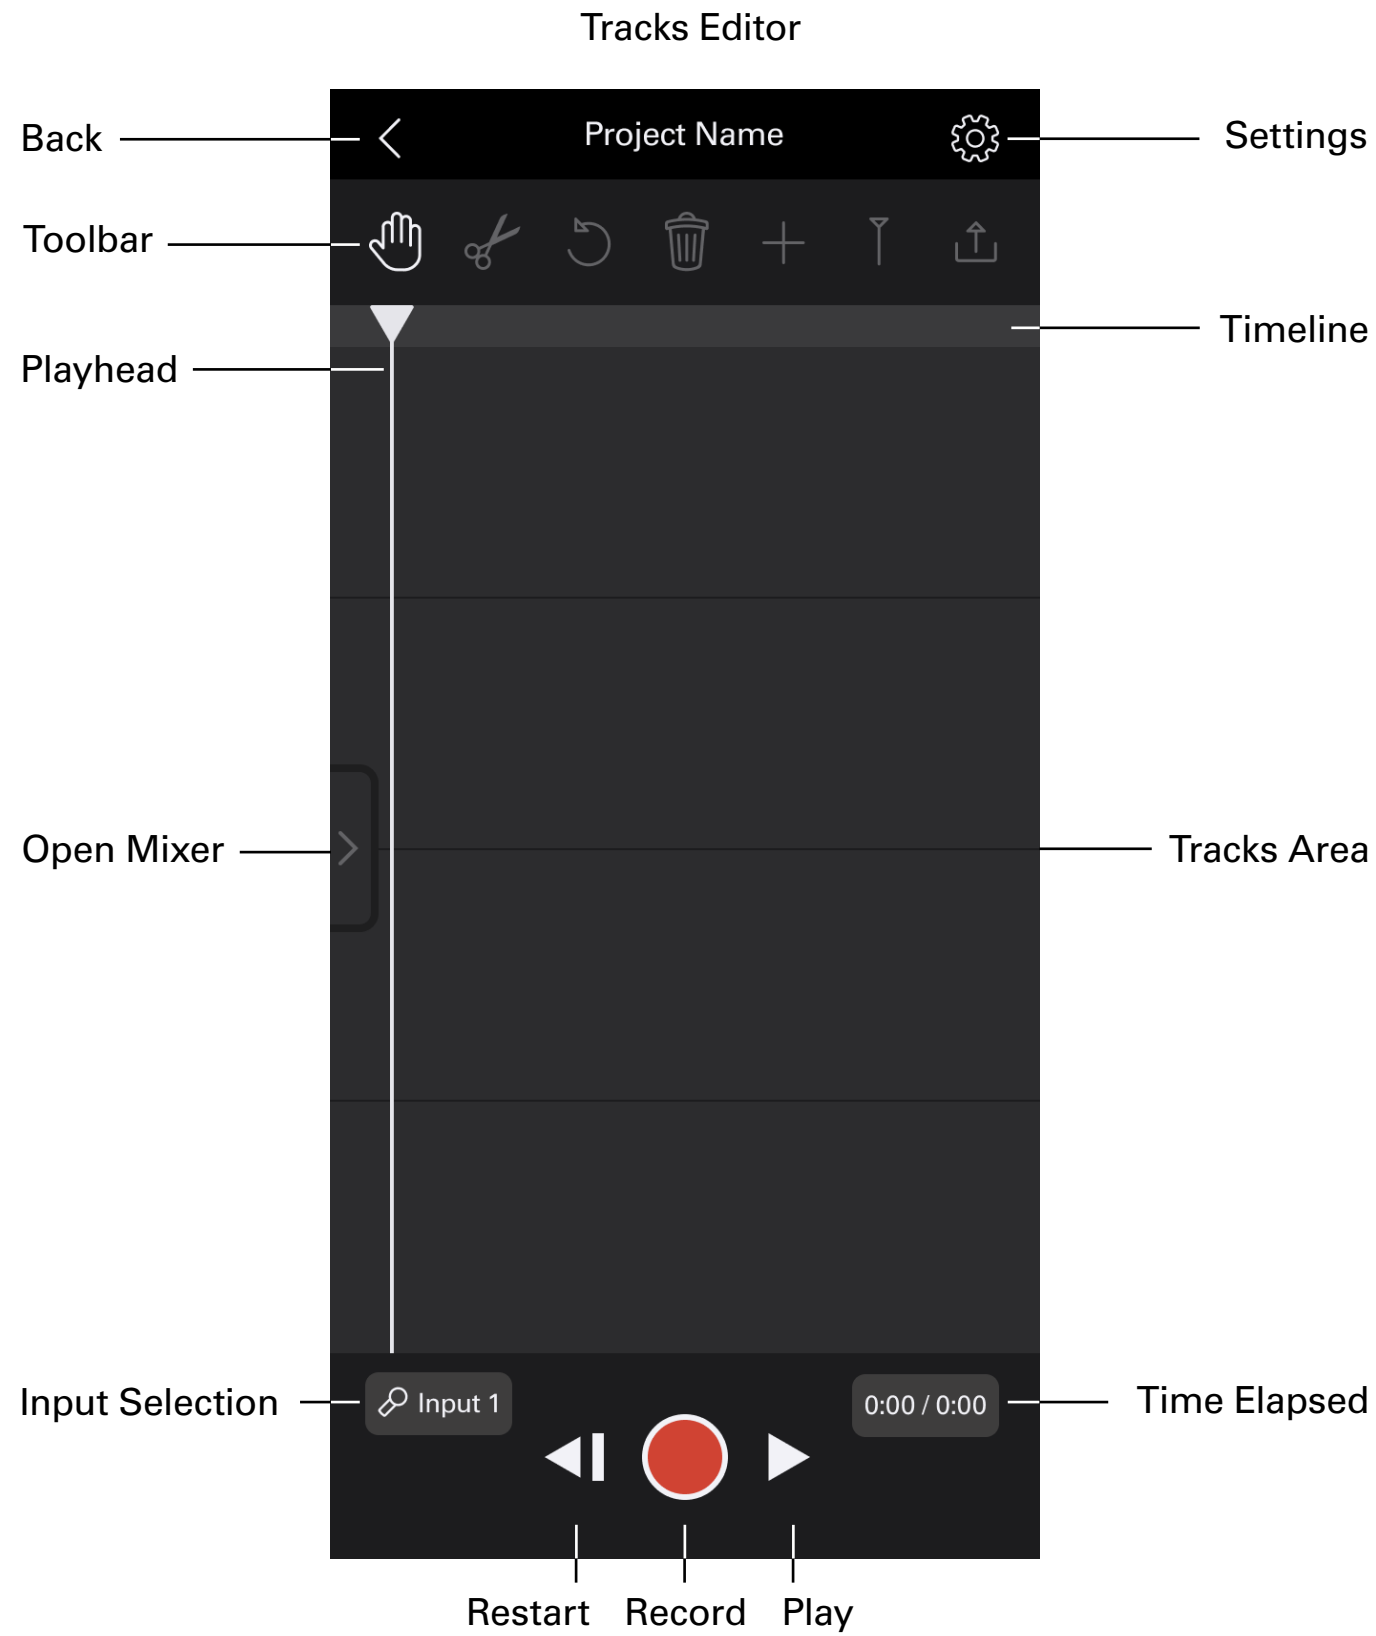 Tracks Editor
Back
Project Name
Settings
Toolbar
Timeline
Playhead
Open Mixer
Tracks Area
Input Selection
Input 1
0:00 / 0:00
Time Elapsed
Restart
Record
Play